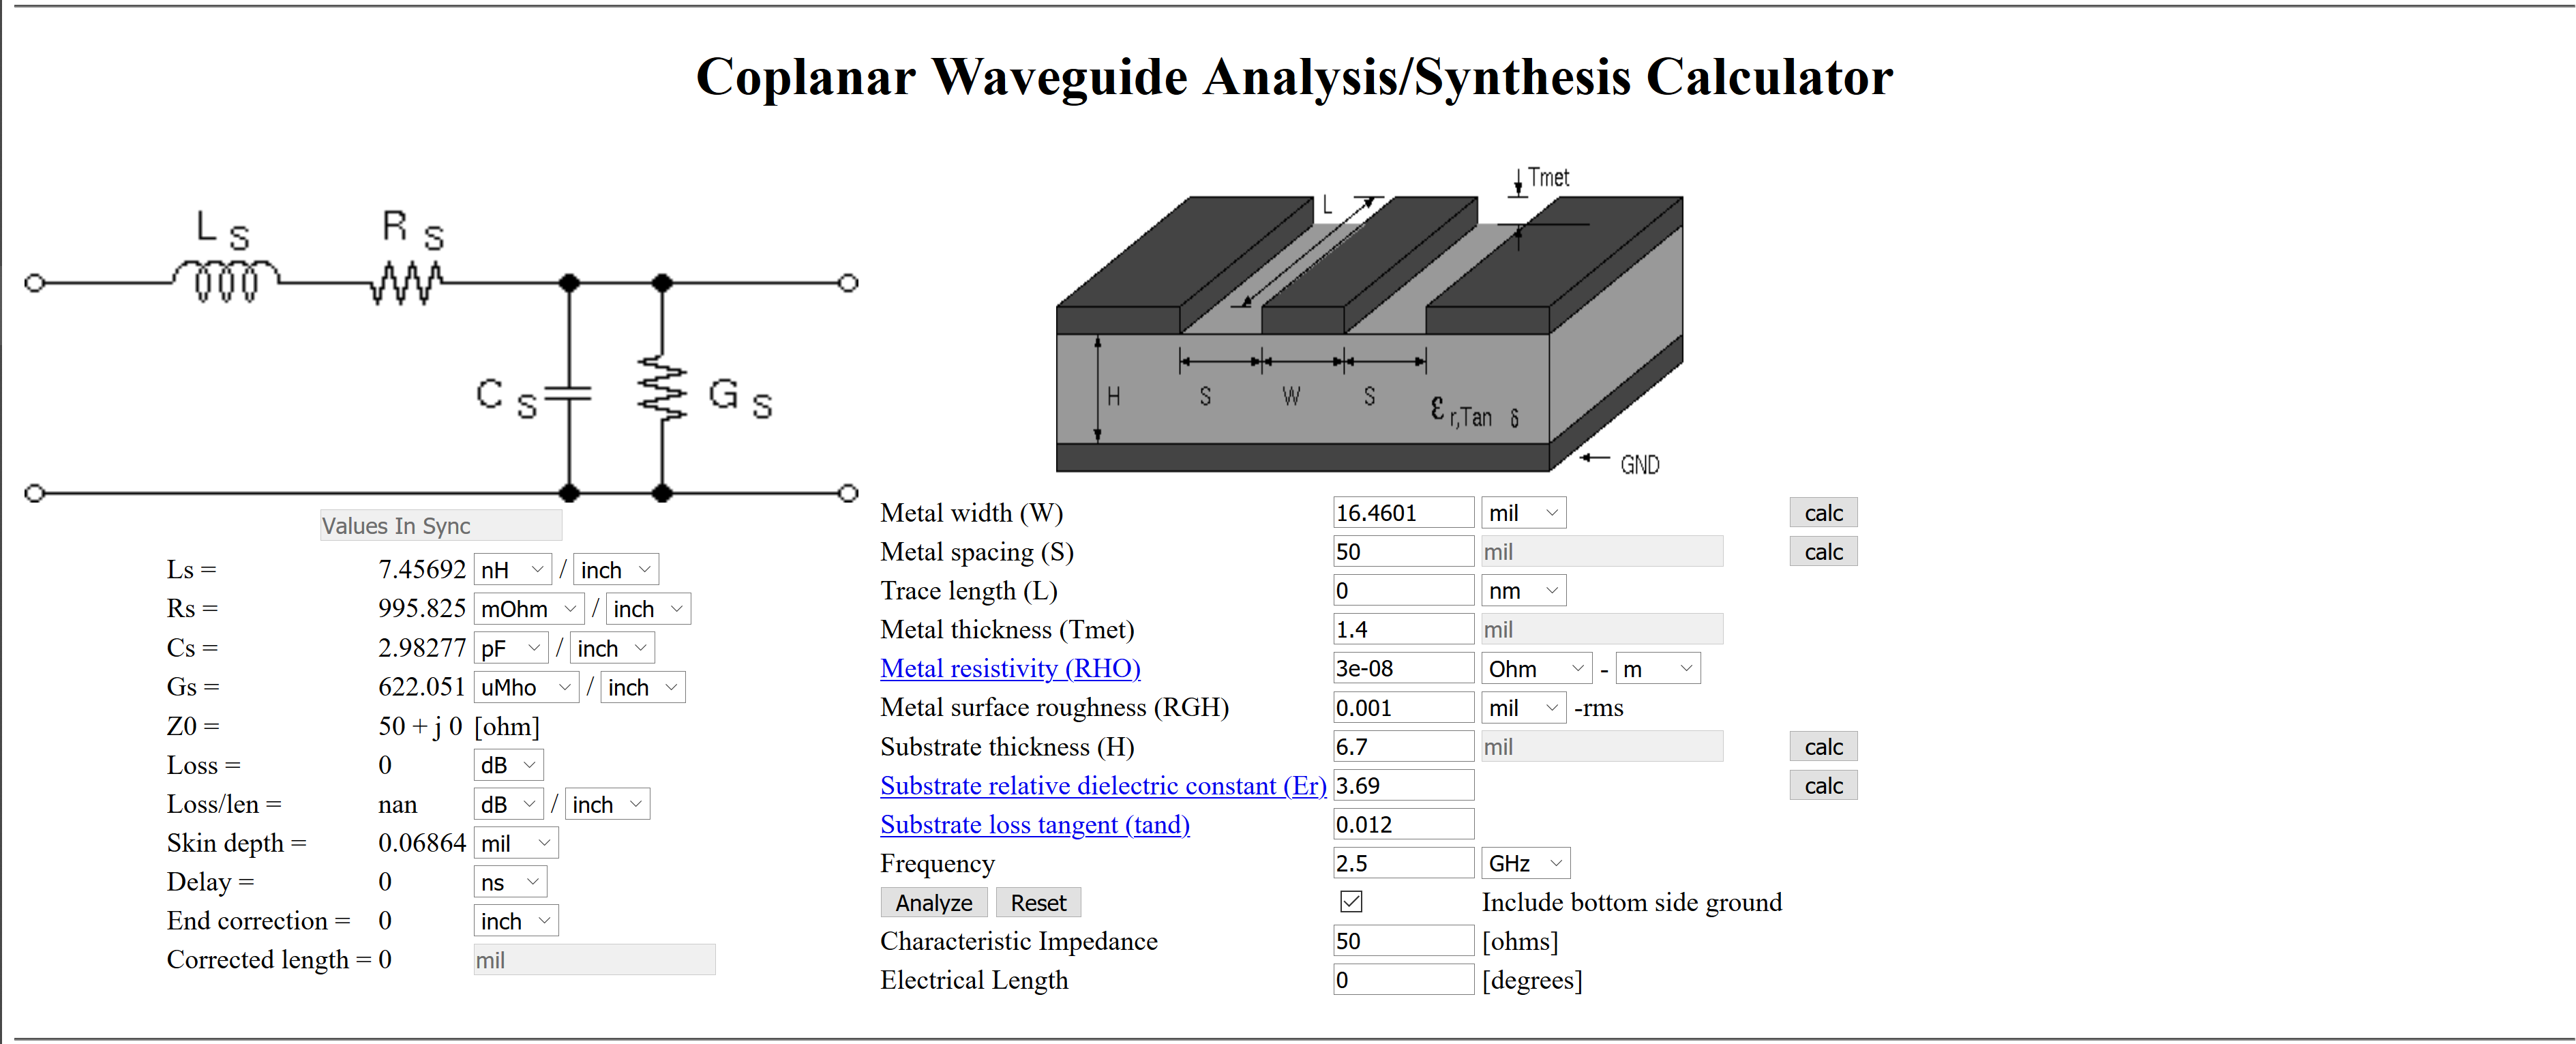 Coplanar Waveguide Analysis/Synthesis Calculator
L S
R S
C S
G S
Tmet
L
H
S
W
S
ε r,Tan δ
GND
Values In Sync
Ls = 7.45692 nH / inch
Rs = 995.825 mOhm / inch
Cs = 2.98277 pF / inch
Gs = 622.051 uMho / inch
Z0 = 50 + j 0 [ohm]
Loss = 0 dB
Loss/len = nan dB / inch
Skin depth = 0.06864 mil
Delay = 0 ns
End correction = 0 inch
Corrected length = 0 mil
Metal width (W) 16.4601 mil calc
Metal spacing (S) 50 mil calc
Trace length (L) 0 nm
Metal thickness (Tmet) 1.4 mil
Metal resistivity (RHO) 3e-08 Ohm - m
Metal surface roughness (RGH) 0.001 mil -rms
Substrate thickness (H) 6.7 mil calc
Substrate relative dielectric constant (Er) 3.69 calc
Substrate loss tangent (tand) 0.012
Frequency 2.5 GHz
Analyze Reset Include bottom side ground
Characteristic Impedance 50 [ohms]
Electrical Length 0 [degrees]